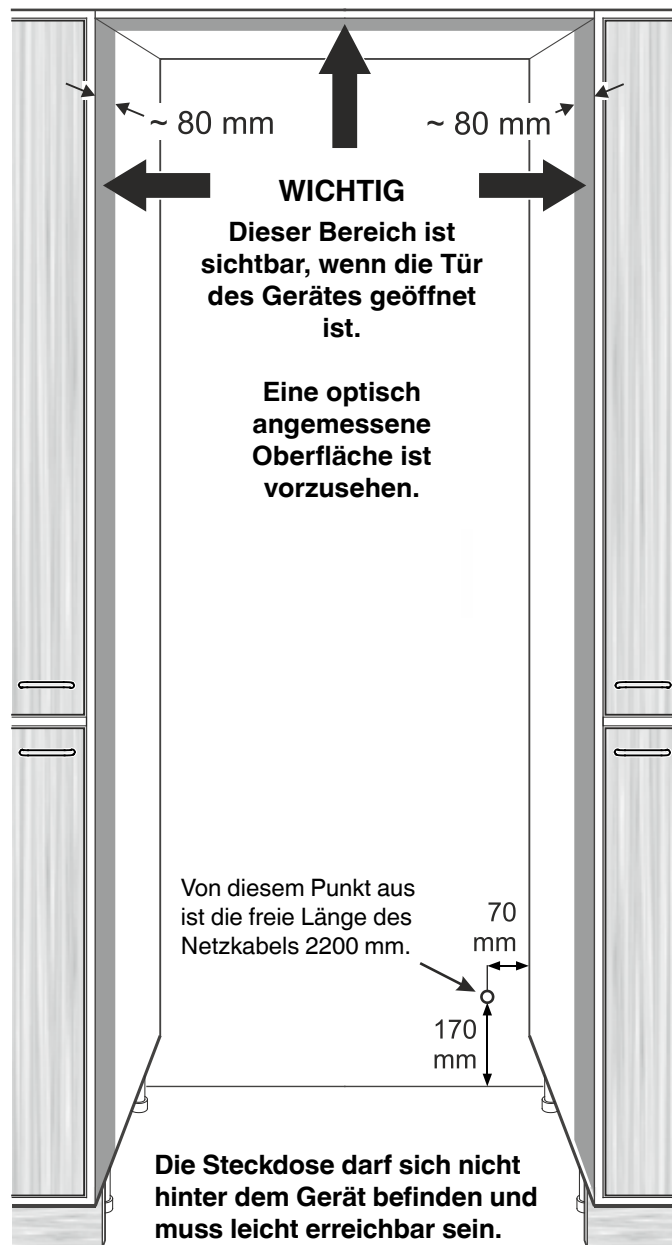 ~ 80 mm
~ 80 mm
WICHTIG
Dieser Bereich ist
sichtbar, wenn die Tür
des Gerätes geöffnet
ist.
Eine optisch
angemessene
Oberfläche ist
vorzusehen.
Von diesem Punkt aus
ist die freie Länge des
Netzkabels 2200 mm.
70
mm
170
mm
Die Steckdose darf sich nicht
hinter dem Gerät befinden und
muss leicht erreichbar sein.